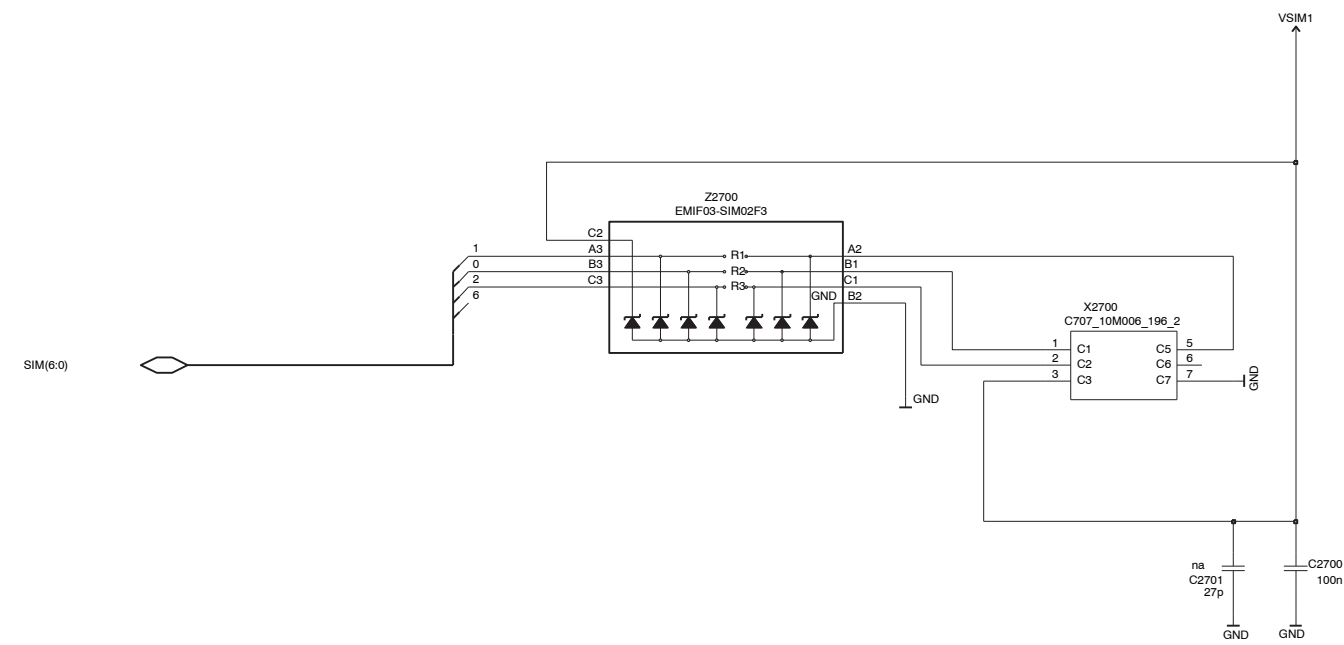 VSIM1
Z2700
EMIF03-SIM02F3
C2
1 A3 R1 A2
0 B3 R2 B1
2 C3 R3 C1
6 GND B2
X2700
C707_10M006_196_2
1 C1 C5 5
2 C2 C6 6
3 C3 C7 7
GND
SIM(6:0)
GND
na
C2701
27p
C2700
100n
GND
GND